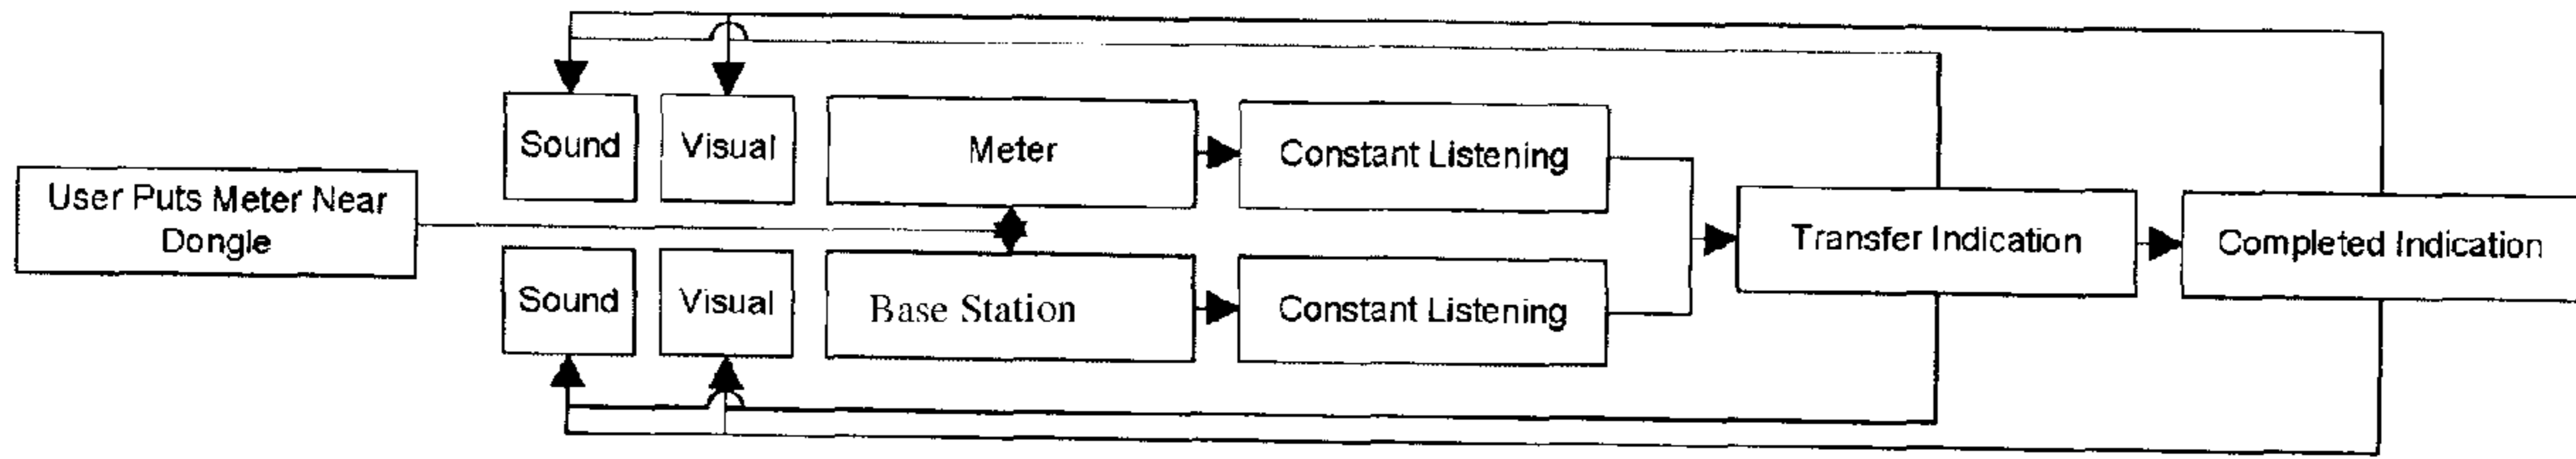 User Puts Meter Near
Dongle
Sound
Visual
Meter
Constant Listening
Sound
Visual
Base Station
Constant Listening
Transfer Indication
Completed Indication